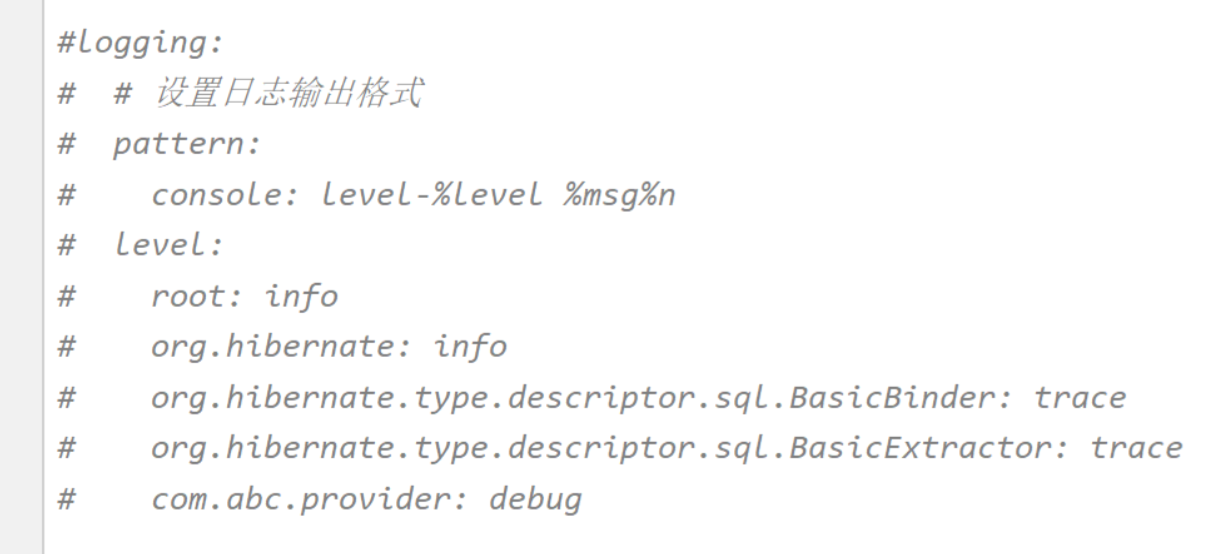 #logging:
#  # 设置日志输出格式
#  pattern:
#    console: level-%level %msg%n
#  level:
#    root: info
#    org.hibernate: info
#    org.hibernate.type.descriptor.sql.BasicBinder: trace
#    org.hibernate.type.descriptor.sql.BasicExtractor: trace
#    com.abc.provider: debug